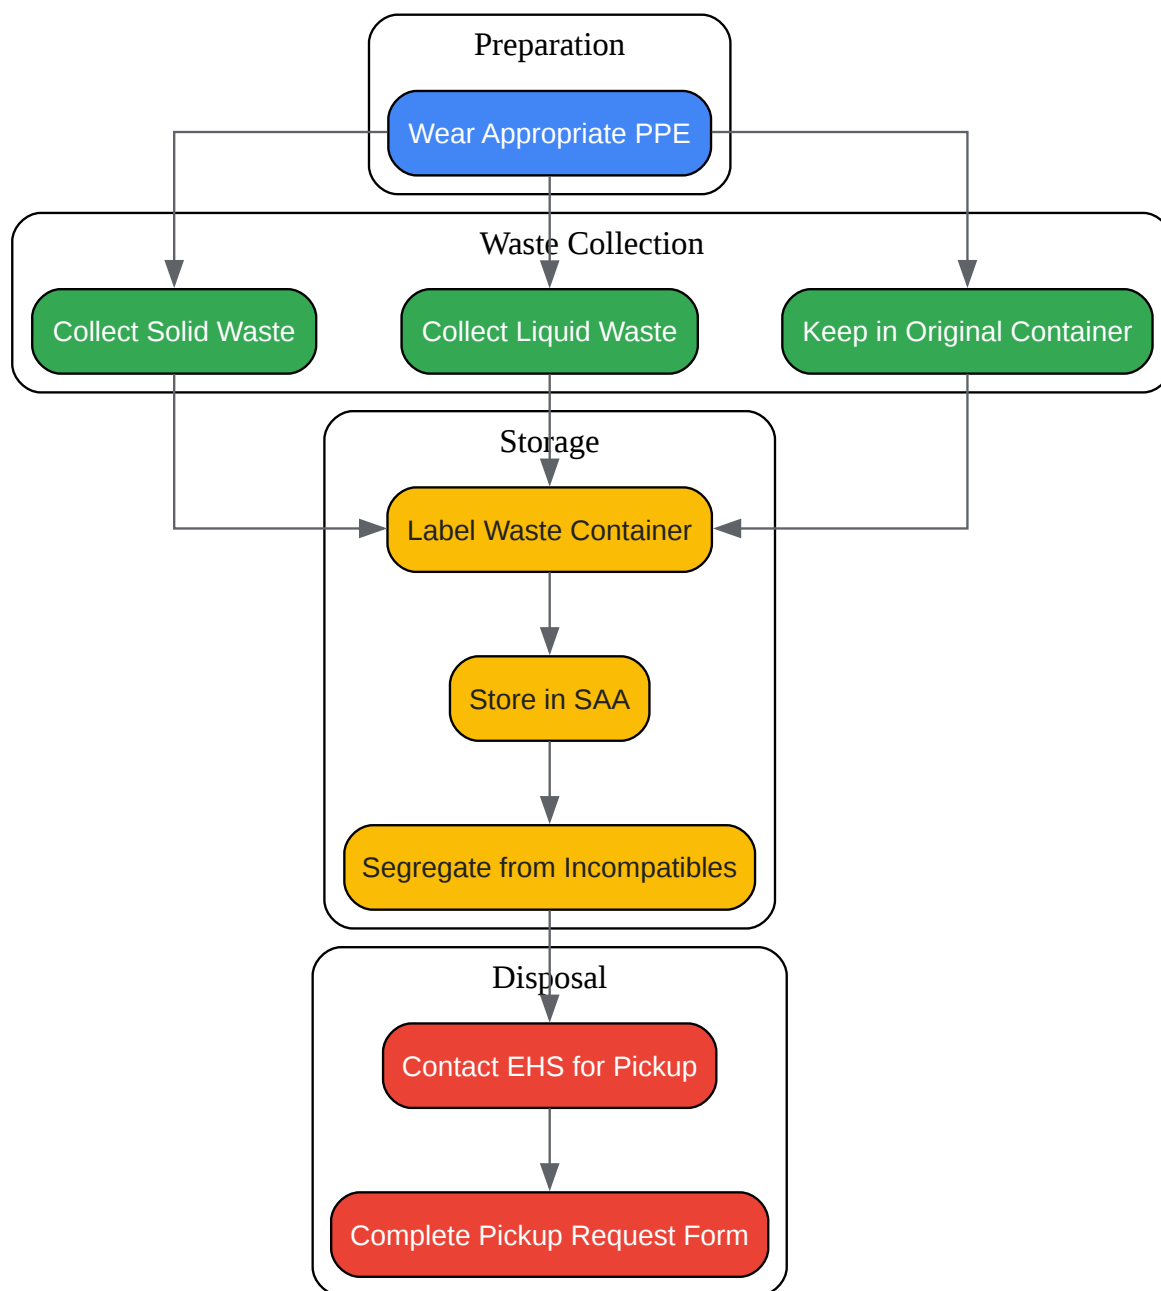 Preparation
Wear Appropriate PPE
Waste Collection
Collect Solid Waste
Collect Liquid Waste
Keep in Original Container
Storage
Label Waste Container
Store in SAA
Segregate from Incompatibles
Disposal
Contact EHS for Pickup
Complete Pickup Request Form